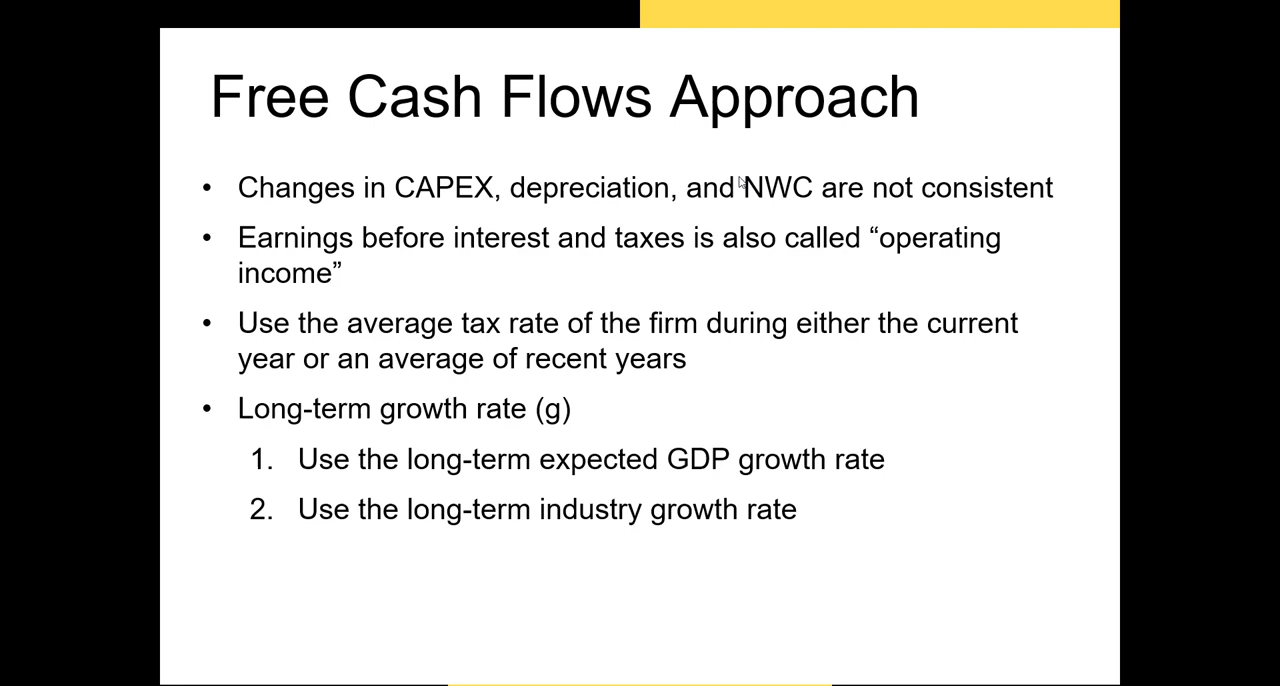 Free Cash Flows Approach
• Changes in CAPEX, depreciation, and NWC are not consistent
• Earnings before interest and taxes is also called “operating
income”
• Use the average tax rate of the firm during either the current
year or an average of recent years
• Long-term growth rate (g)
1. Use the long-term expected GDP growth rate
2. Use the long-term industry growth rate